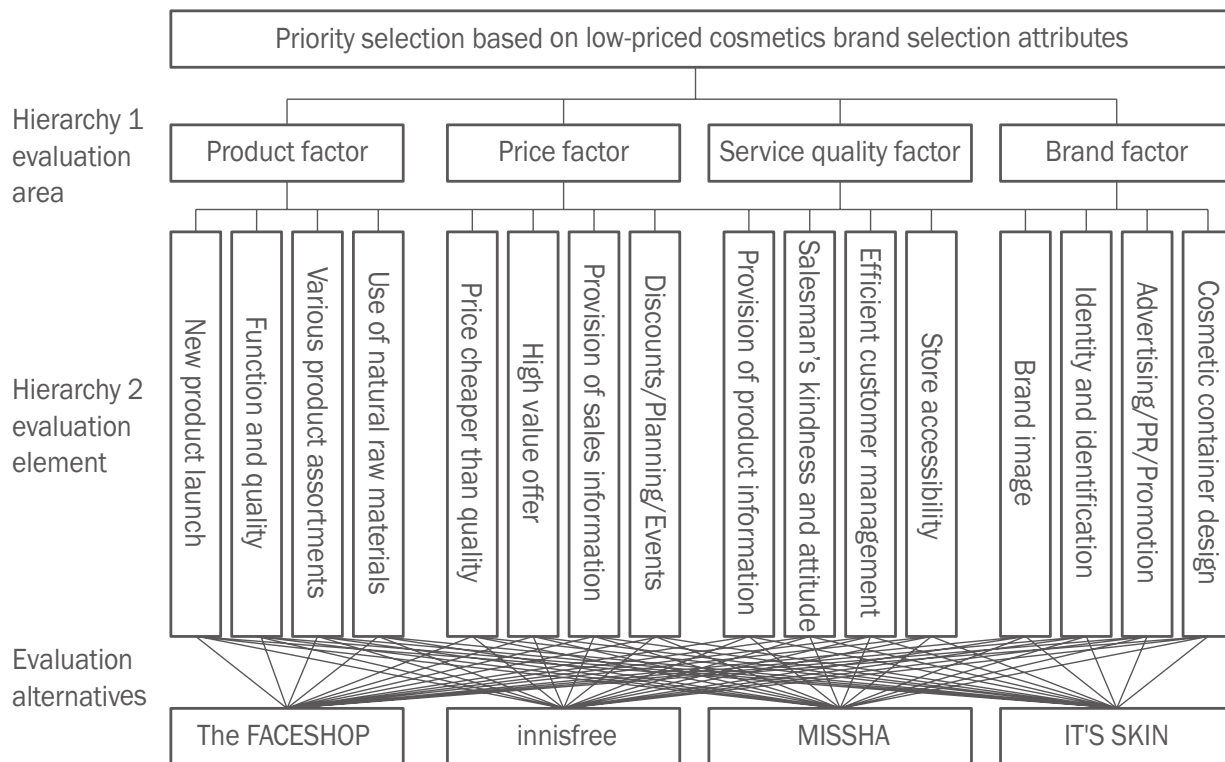 Priority selection based on low-priced cosmetics brand selection attributes
Hierarchy 1
evaluation
area
Product factor
Price factor
Service quality factor
Brand factor
Hierarchy 2
evaluation
element
New product launch
Function and quality
Various product assortments
Use of natural raw materials
Price cheaper than quality
High value offer
Provision of sales information
Discounts/Planning/Events
Provision of product information
Salesman's kindness and attitude
Efficient customer management
Store accessibility
Brand image
Identity and identification
Advertising/PR/Promotion
Cosmetic container design
Evaluation
alternatives
The FACESHOP
innisfree
MISSHA
IT'S SKIN